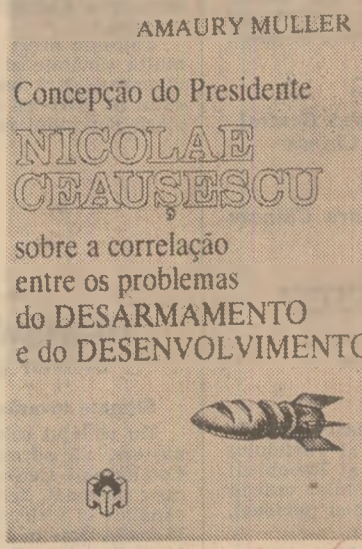 AMAURY MULLER
Concepção do Presidente
NICOLAE
CEAUȘESCU
sobre a correlação
entre os problemas
do DESARMAMENTO
e do DESENVOLVIMENTO